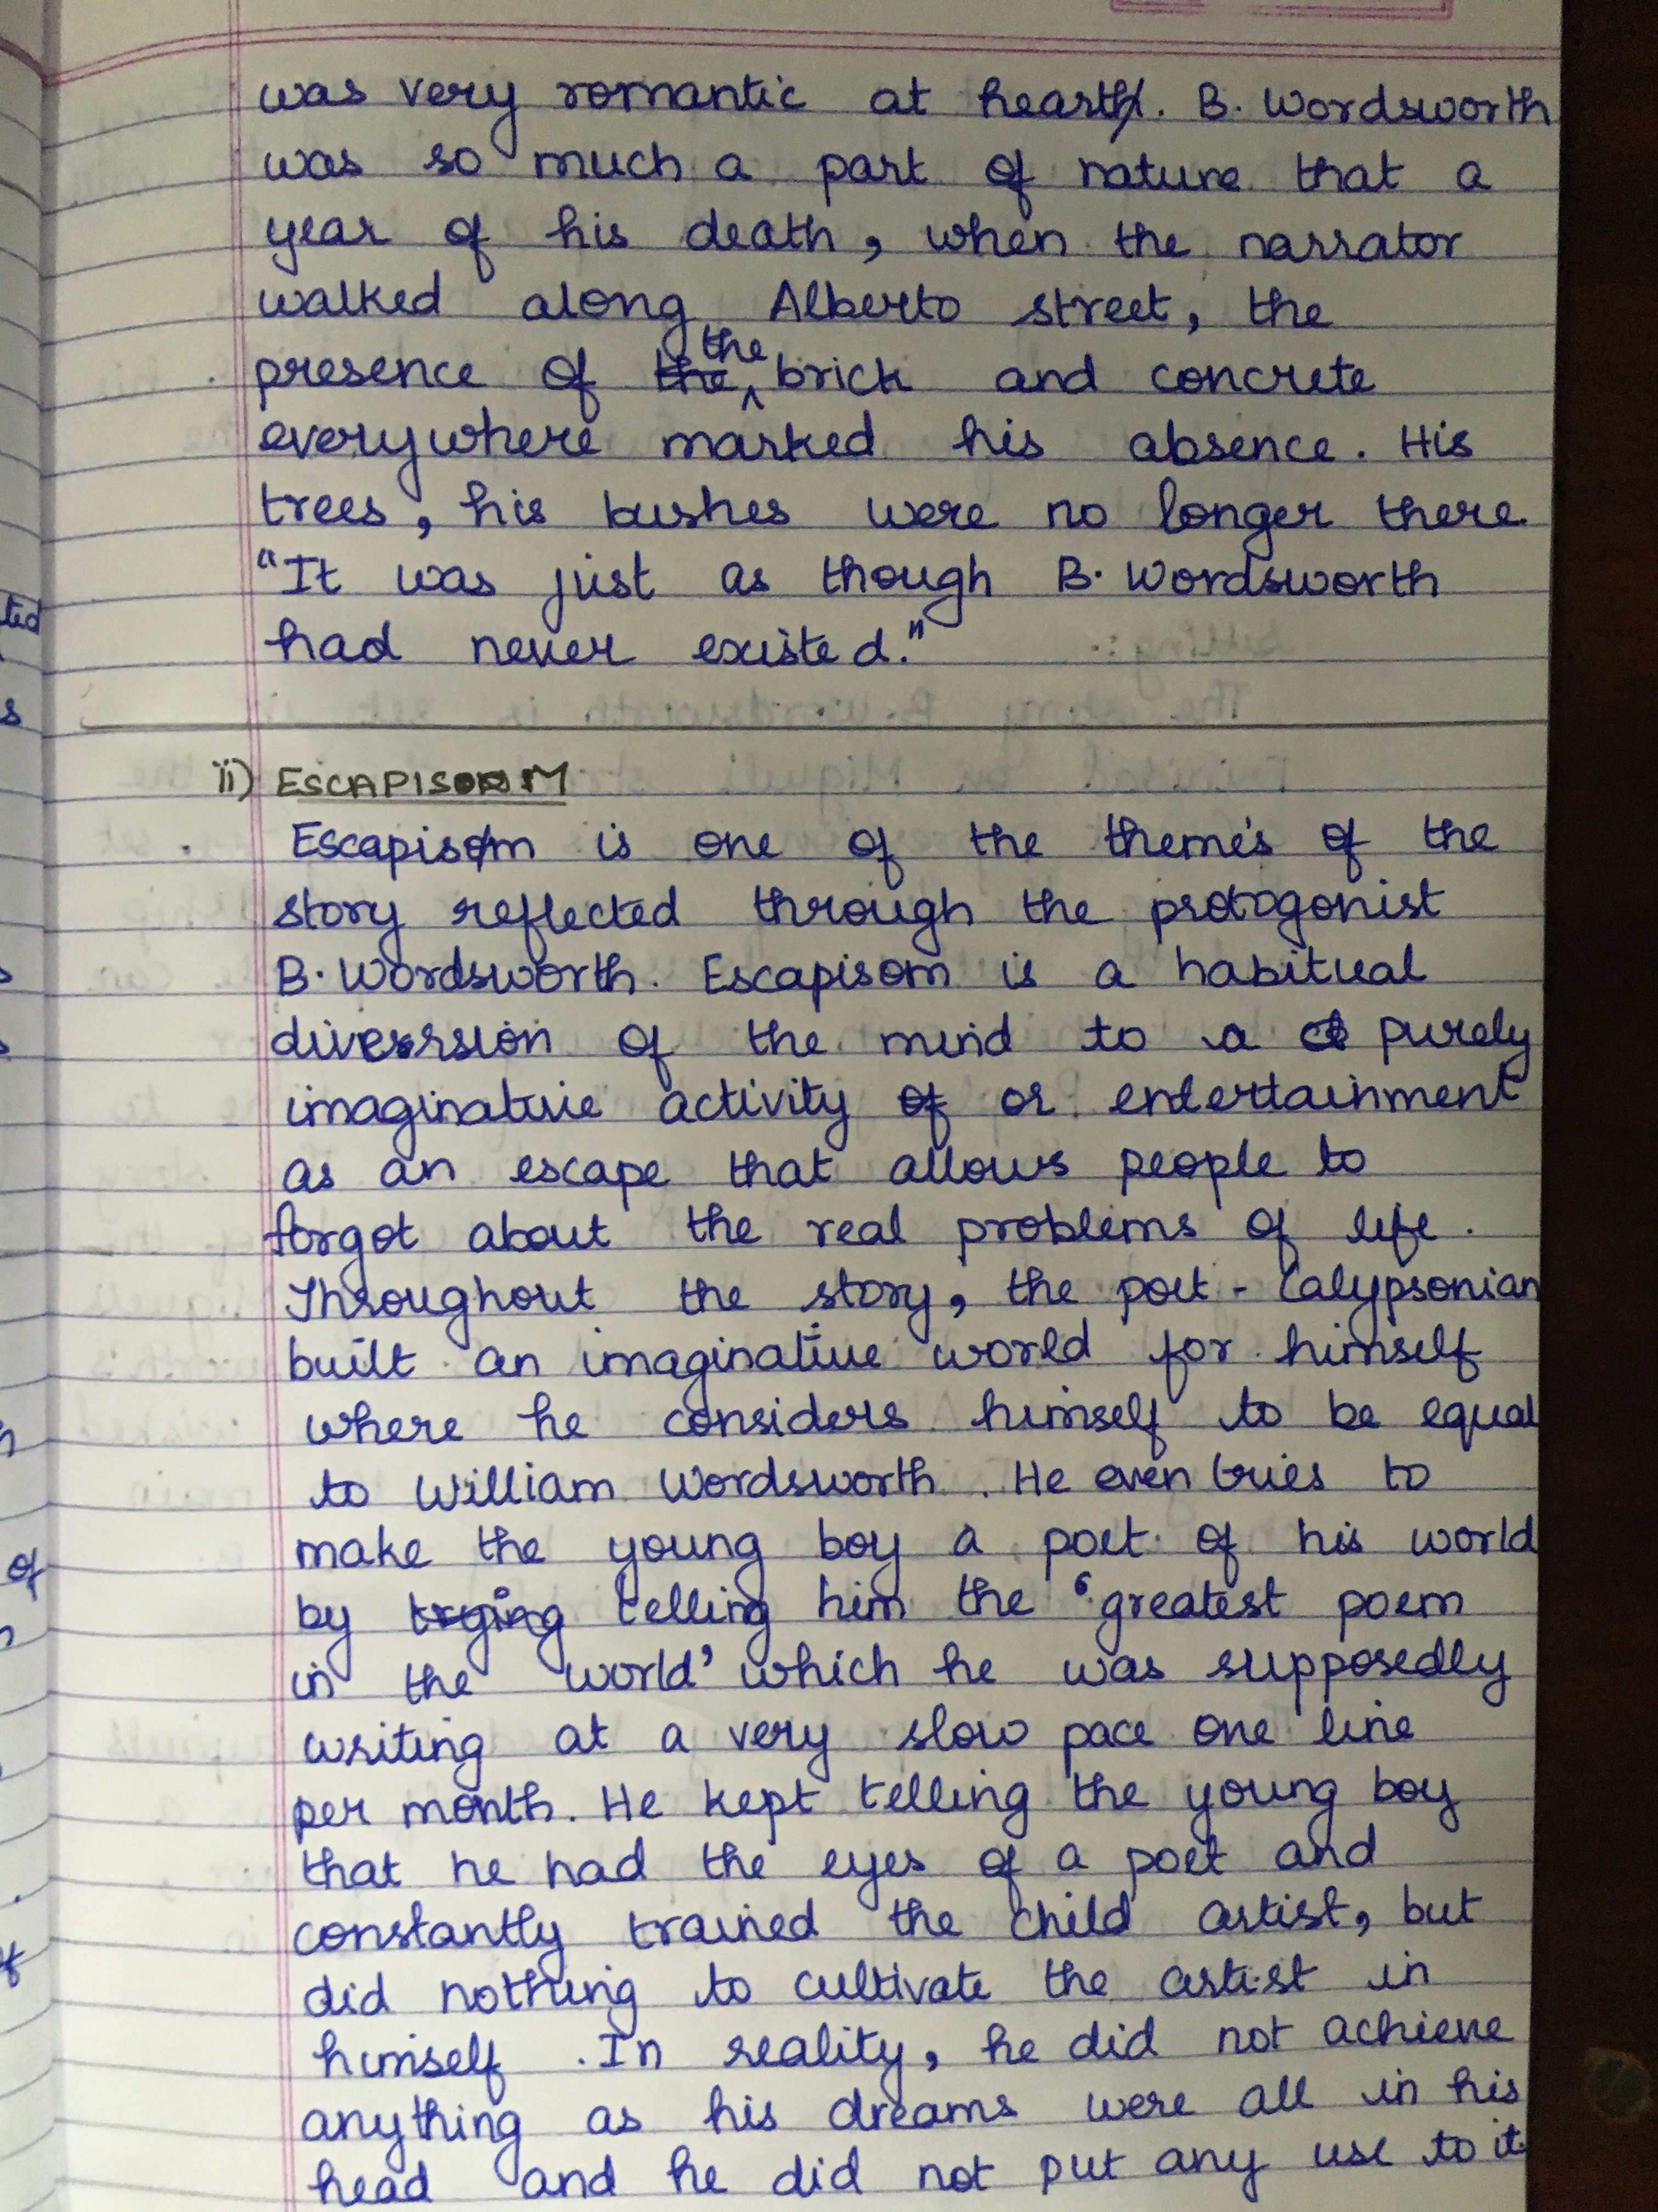 was very romantic at heart. B. Wordsworth
was so much a part of nature that a
year of his death, when the narrator
walked along Alberto street, the
presence of the the brick and concrete
everywhere marked his absence. His
trees, his bushes were no longer there.
"It was just as though B. Wordsworth
had never existed."
ii) ESCAPISM
Escapism is one of the theme's of the
story reflected through the protogonist
B. Wordsworth. Escapisom is a habitual
diversion of the mind to a purely
imaginative activity of or entertainment
as an escape that allows people to
forgot about the real problems of life.
Throughout the story, the poet - Calypsonian
built an imaginative world for himself
where he considers himself to be equal
to William Wordsworth. He even tries to
make the young boy a poet of his world
by trying telling him the 'greatest poem
in the world' which he was supposedly
writing at a very slow pace one line
per month. He kept telling the young boy
that he had the eyes of a poet and
constantly trained the child artist, but
did nothing to cultivate the artist in
himself. In reality, he did not achieve
anything as his dreams were all in his
head and he did not put any use to it.